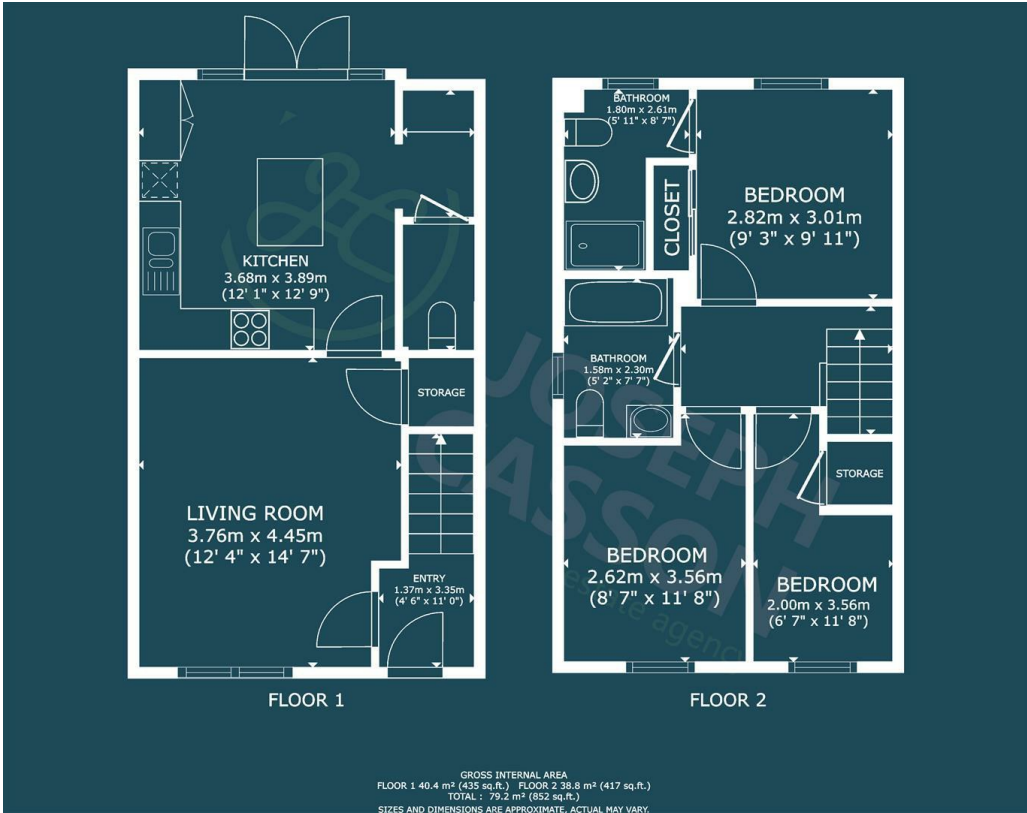 KITCHEN
3.68m x 3.89m
(12' 1" x 12' 9")
STORAGE
LIVING ROOM
3.76m x 4.45m
(12' 4" x 14' 7")
ENTRY
1.37m x 3.35m
(4' 6" x 11' 0")
FLOOR 1
BATHROOM
1.80m x 2.61m
(5' 11" x 8' 7")
CLOSET
BEDROOM
2.82m x 3.01m
(9' 3" x 9' 11")
BATHROOM
1.58m x 2.30m
(5' 2" x 7' 7")
STORAGE
BEDROOM
2.62m x 3.56m
(8' 7" x 11' 8")
BEDROOM
2.00m x 3.56m
(6' 7" x 11' 8")
FLOOR 2
JOSEPH
CASSON
estate agency
GROSS INTERNAL AREA
FLOOR 1 40.4 m² (435 sq.ft.) FLOOR 2 38.8 m² (417 sq.ft.)
TOTAL : 79.2 m² (852 sq.ft.)
SIZES AND DIMENSIONS ARE APPROXIMATE, ACTUAL MAY VARY.